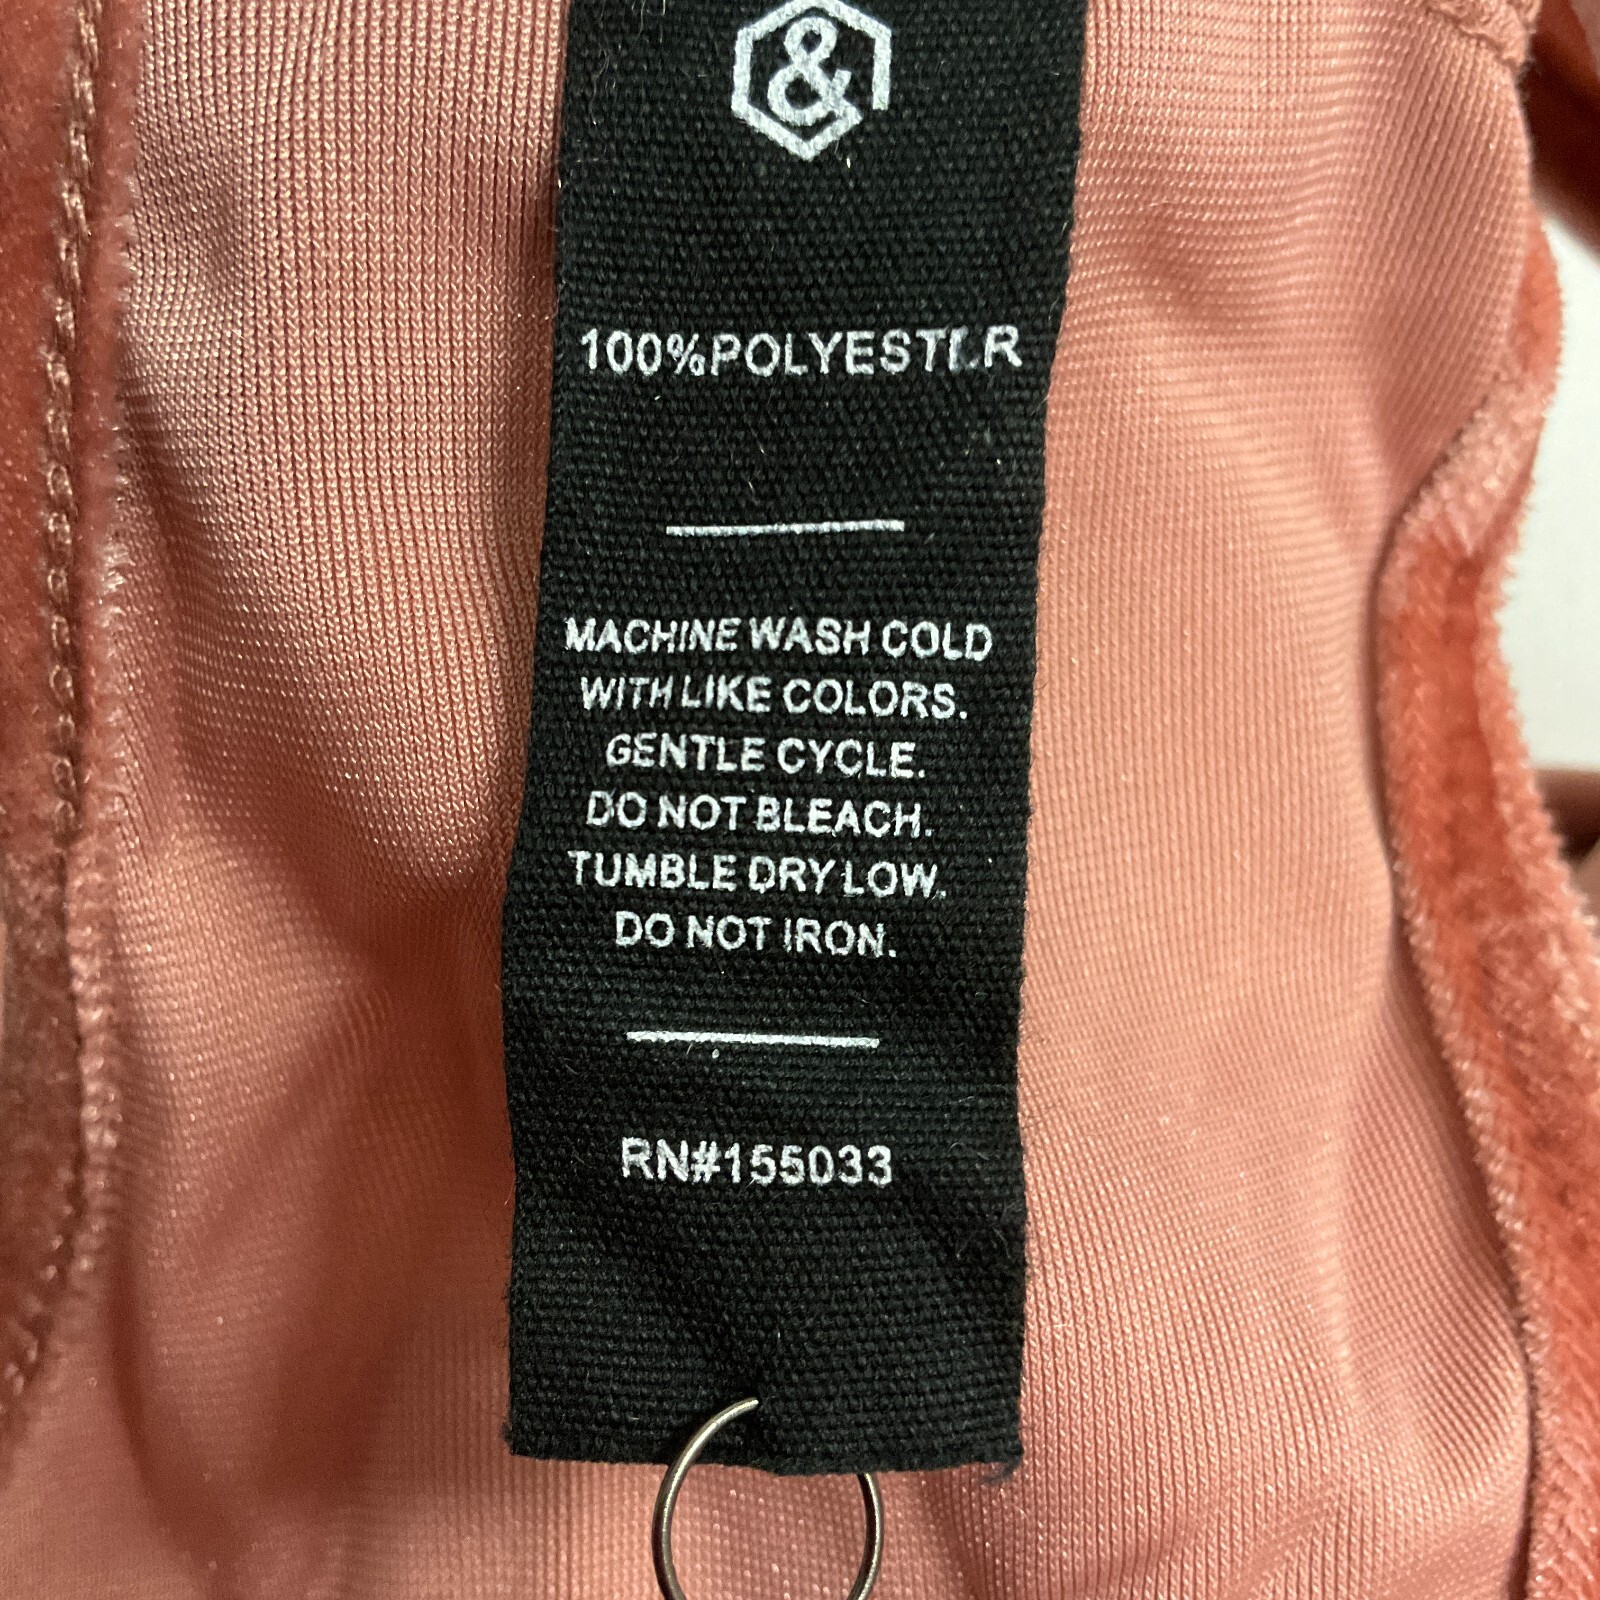 &
100%POLYESTER
MACHINE WASH COLD
WITH LIKE COLORS.
GENTLE CYCLE.
DO NOT BLEACH.
TUMBLE DRY LOW.
DO NOT IRON.
RN#155033